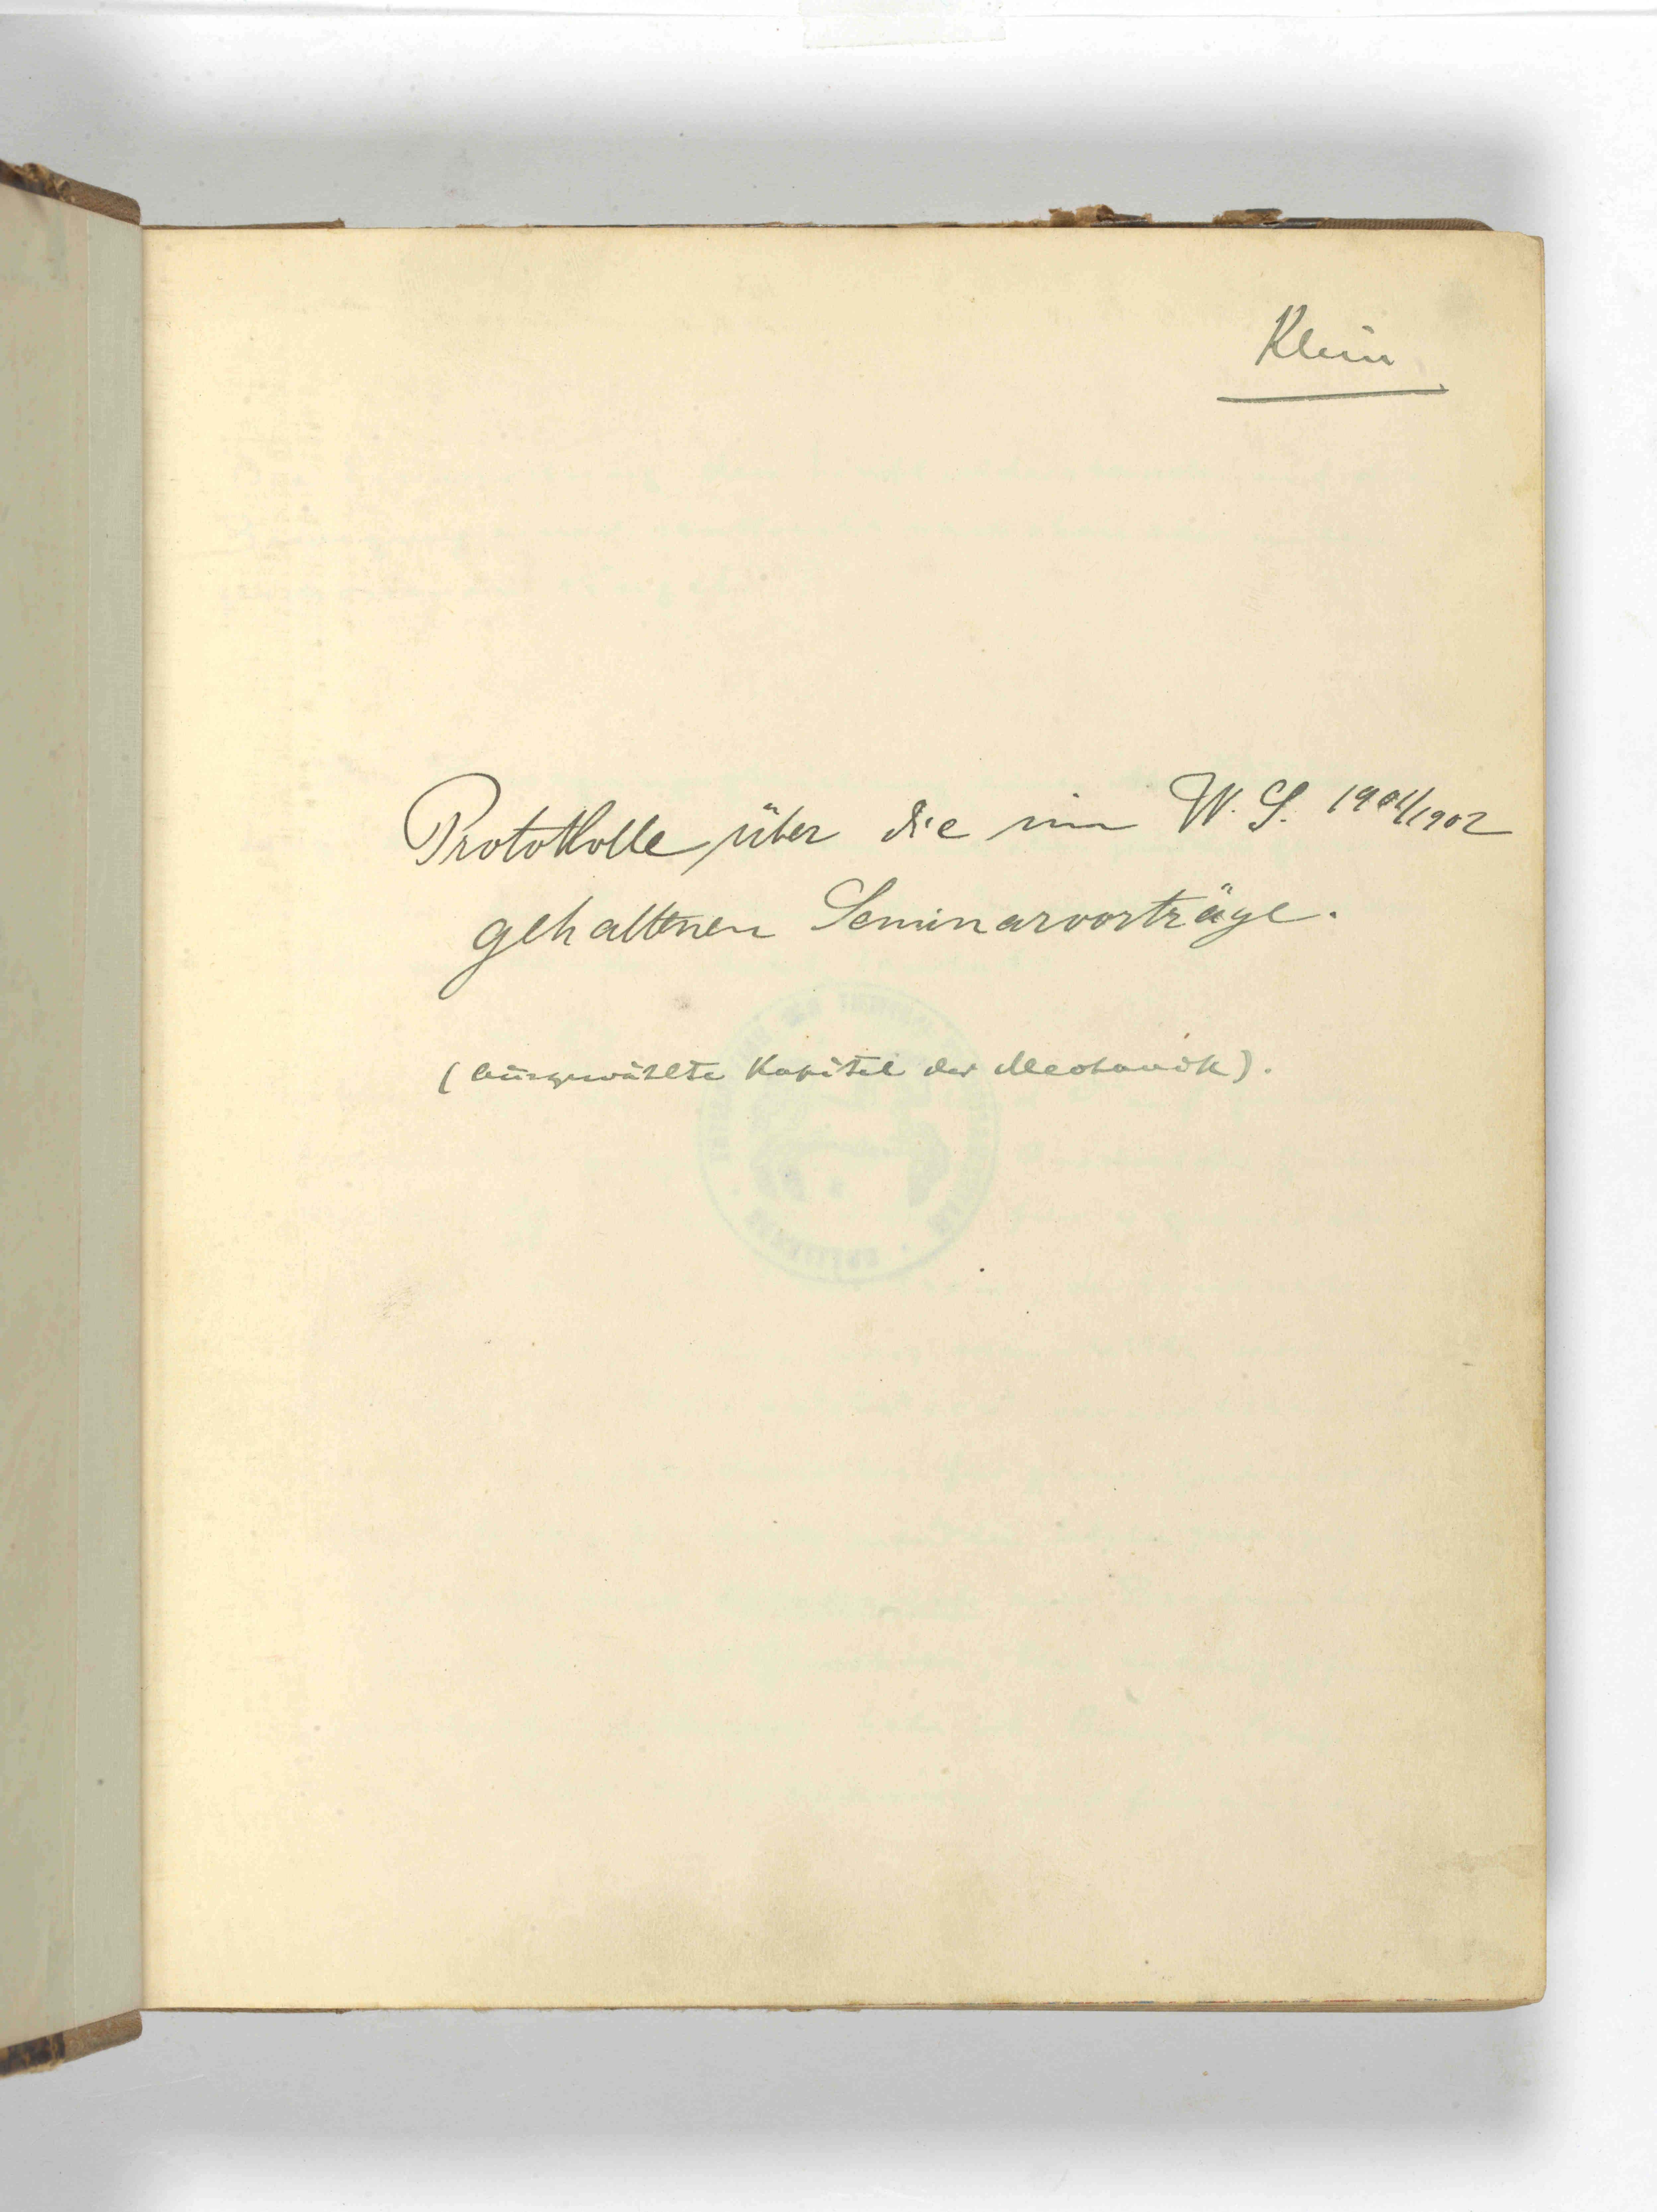 Klein
Protokolle über die im W. S. 1901/1902
gehaltenen Seminarvorträge.
(Ausgewählte Kapitel der Mechanik).